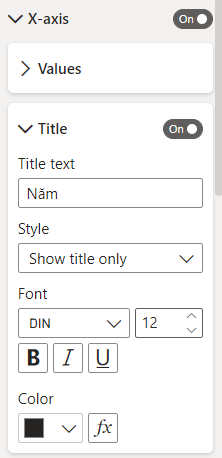 X-axis
On
Values
Title
On
Title text
Năm
Style
Show title only
Font
DIN
12
B I U
Color
fx